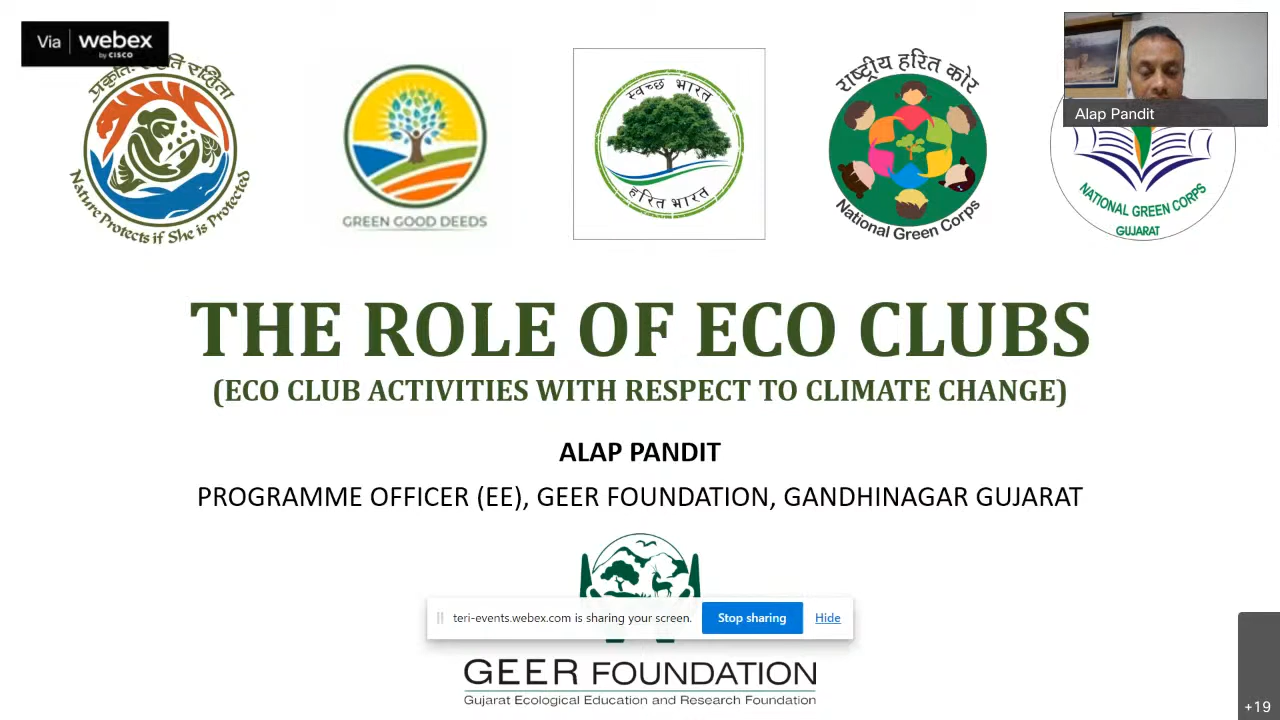 Via webex
by CISCO
प्रकृतिः रक्षति रक्षिता
Nature Protects if She is Protected
GREEN GOOD DEEDS
स्वच्छ भारत
हरित भारत
राष्ट्रीय हरित कोर
National Green Corps
Alap Pandit
NATIONAL GREEN CORPS
GUJARAT
THE ROLE OF ECO CLUBS
(ECO CLUB ACTIVITIES WITH RESPECT TO CLIMATE CHANGE)
ALAP PANDIT
PROGRAMME OFFICER (EE), GEER FOUNDATION, GANDHINAGAR GUJARAT
teri-events.webex.com is sharing your screen. Stop sharing Hide
GEER FOUNDATION
Gujarat Ecological Education and Research Foundation
+19